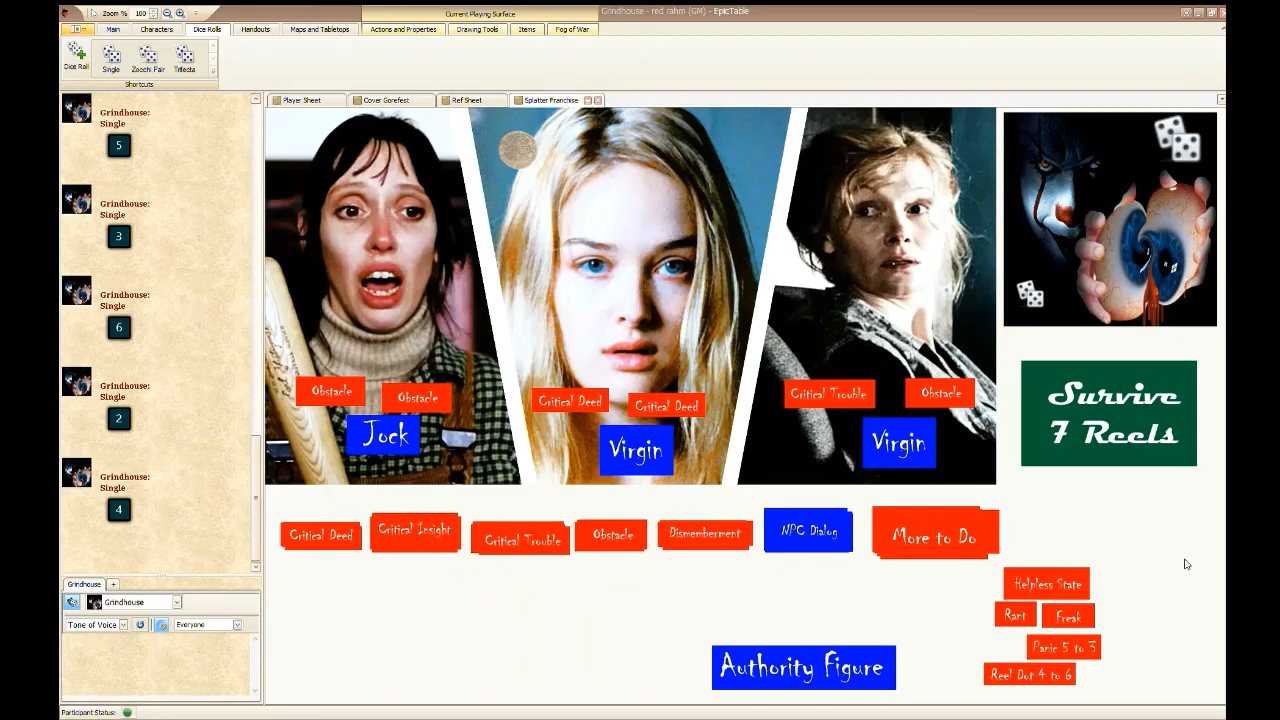 Zoom %
100
Current Playing Surface
Grindhouse - red rahm (GM) - EpicTable
Main
Characters
Dice Rolls
Handouts
Maps and Tabletops
Actions and Properties
Drawing Tools
Items
Fog of War
Dice Roll
Single
Zocchi Pair
Trifecta
Shortcuts
Player Sheet
Cover Gorefest
Ref Sheet
Splatter Franchise
Grindhouse:
Single
5
Grindhouse:
Single
3
Grindhouse:
Single
6
Grindhouse:
Single
2
Grindhouse:
Single
4
Obstacle
Obstacle
Jock
Critical Deed
Critical Deed
Virgin
Critical Trouble
Obstacle
Virgin
Survive
7 Reels
Critical Deed
Critical Insight
Critical Trouble
Obstacle
Dismemberment
NPC Dialog
More to Do
Helpless State
Rant
Freak
Panic 5 to 3
Reel Dot 4 to 6
Authority Figure
Grindhouse
+
Grindhouse
Tone of Voice
Everyone
Participant Status: